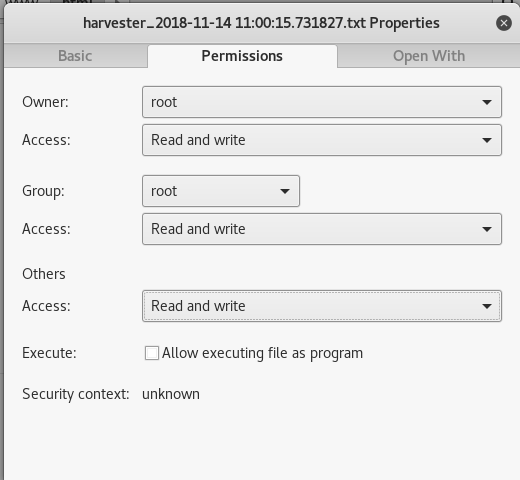 harvester_2018-11-14 11:00:15.731827.txt Properties
Basic Permissions Open With
Owner: root
Access: Read and write
Group: root
Access: Read and write
Others
Access: Read and write
Execute: Allow executing file as program
Security context: unknown